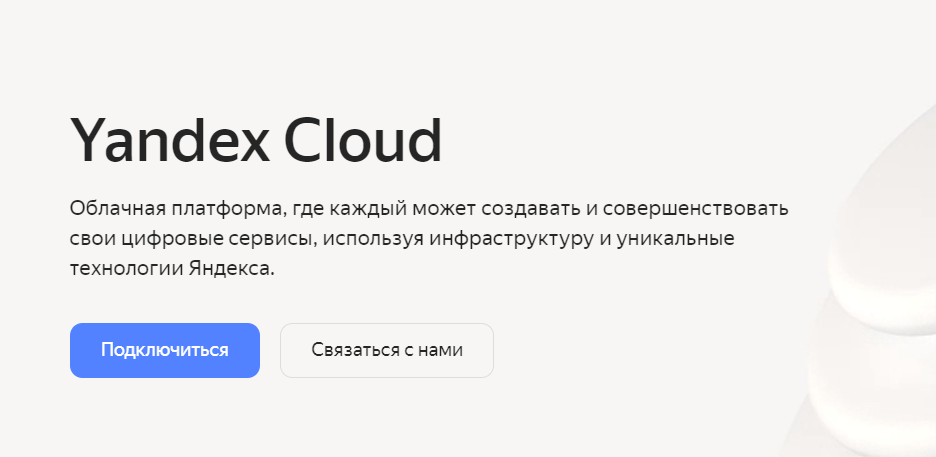 Yandex Cloud
Облачная платформа, где каждый может создавать и совершенствовать
свои цифровые сервисы, используя инфраструктуру и уникальные
технологии Яндекса.
Подключиться
Связаться с нами